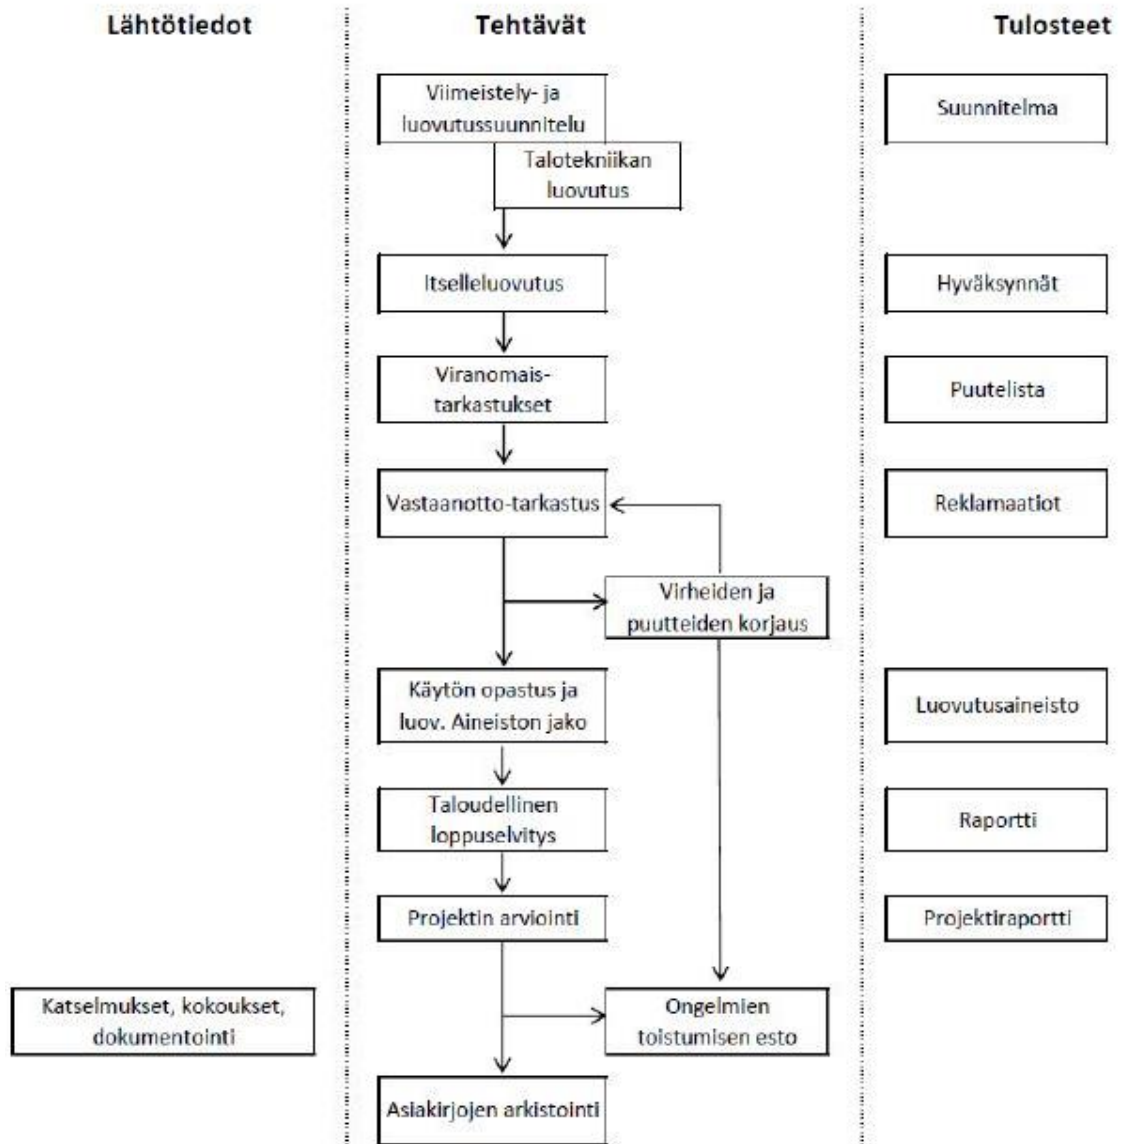 Lähtötiedot
Tehtävät
Tulosteet
Viimeistely- ja
luovutussuunnitelu
Suunnitelma
Talotekniikan
luovutus
Itselleluovutus
Hyväksynnät
Viranomais-
tarkastukset
Puutelista
Vastaanotto-tarkastus
Reklamaatiot
Virheiden ja
puutteiden korjaus
Käytön opastus ja
luov. Aineiston jako
Luovutusaineisto
Taloudellinen
loppuselvitys
Raportti
Projektin arviointi
Projektiraportti
Katselmukset, kokoukset,
dokumentointi
Ongelmien
toistumisen esto
Asiakirjojen arkistointi